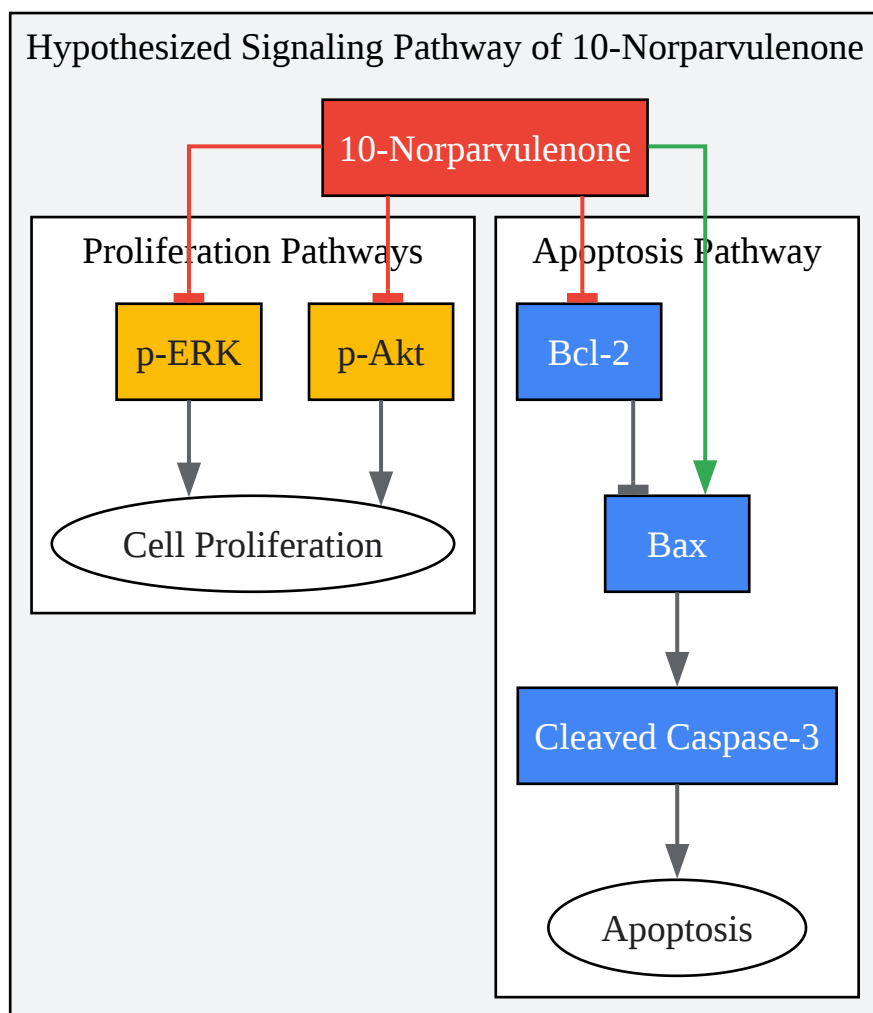 Hypothesized Signaling Pathway of 10-Norparvulenone
10-Norparvulenone
Proliferation Pathways
Apoptosis Pathway
p-ERK
p-Akt
Bcl-2
Cell Proliferation
Bax
Cleaved Caspase-3
Apoptosis